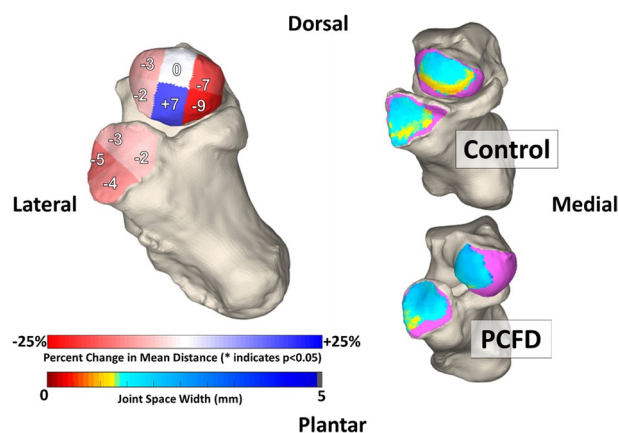 Dorsal
-3
0
-7
-2
+7
-9
-3
-5
-2
-4
Control
Lateral
Medial
PCFD
-25%
+25%
Percent Change in Mean Distance (* indicates p<0.05)
0
5
Joint Space Width (mm)
Plantar